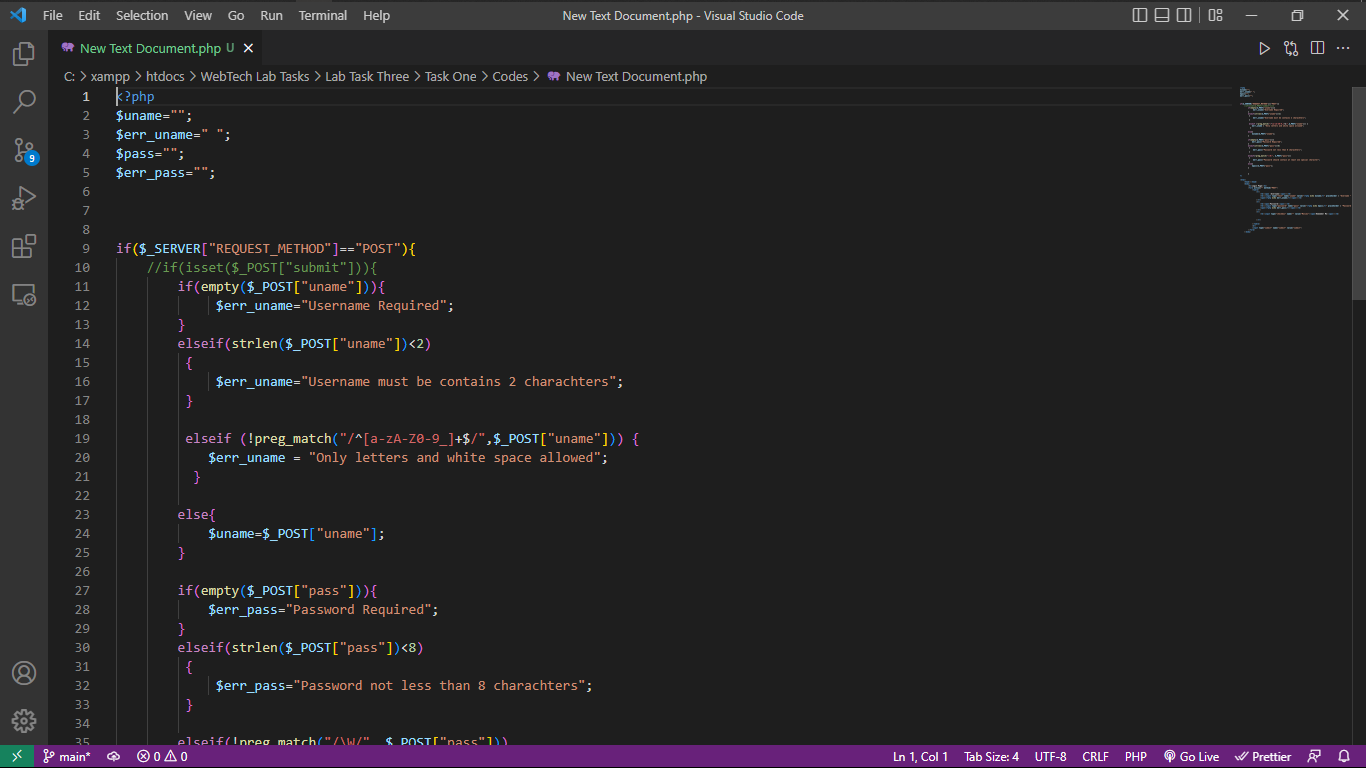 File Edit Selection View Go Run Terminal Help New Text Document.php - Visual Studio Code
New Text Document.php U
C: > xampp > htdocs > WebTech Lab Tasks > Lab Task Three > Task One > Codes > New Text Document.php
1 <?php
2 $uname="";
3 $err_uname=" ";
4 $pass="";
5 $err_pass="";
6
7
8
9 if($_SERVER["REQUEST_METHOD"]=="POST"){
10 //if(isset($_POST["submit"])){
11 if(empty($_POST["uname"])){
12 $err_uname="Username Required";
13 }
14 elseif(strlen($_POST["uname"])<2)
15 {
16 $err_uname="Username must be contains 2 charachters";
17 }
18
19 elseif (!preg_match("/^[a-zA-Z0-9_]+$/",$_POST["uname"])) {
20 $err_uname = "Only letters and white space allowed";
21 }
22
23 else{
24 $uname=$_POST["uname"];
25 }
26
27 if(empty($_POST["pass"])){
28 $err_pass="Password Required";
29 }
30 elseif(strlen($_POST["pass"])<8)
31 {
32 $err_pass="Password not less than 8 charachters";
33 }
34
35 elseif(!preg_match("/\W/", $_POST["pass"]))
9
main* 0 0 Ln 1, Col 1 Tab Size: 4 UTF-8 CRLF PHP Go Live Prettier